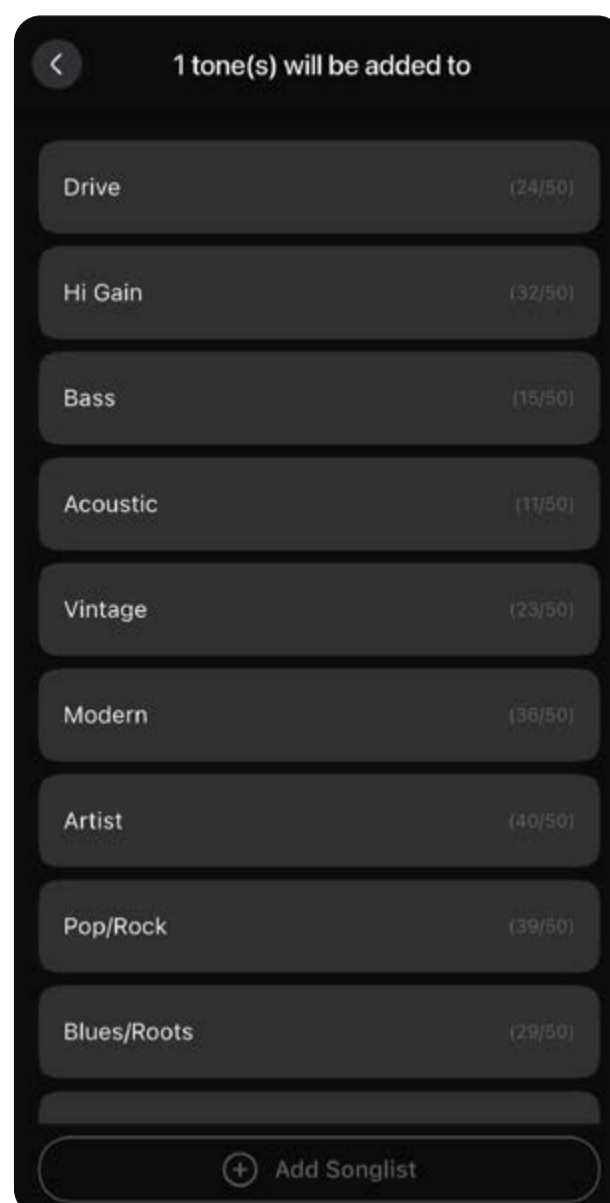 1 tone(s) will be added to
Drive (24/50)
Hi Gain (32/50)
Bass (15/50)
Acoustic (11/50)
Vintage (23/50)
Modern (36/50)
Artist (40/50)
Pop/Rock (39/50)
Blues/Roots (29/50)
Add Songlist